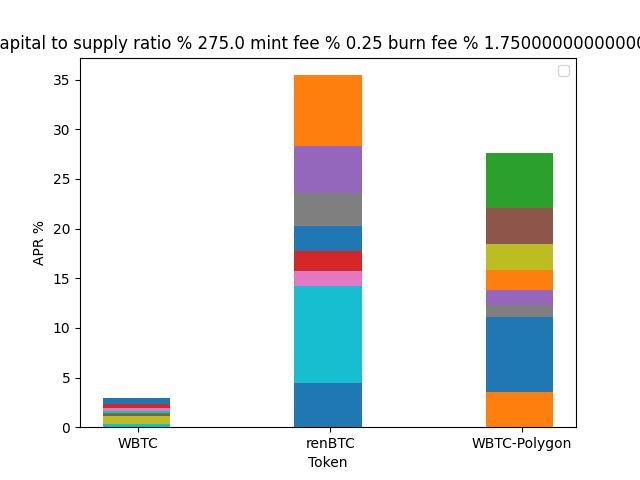 apital to supply ratio % 275.0 mint fee % 0.25 burn fee % 1.750000000000000
35
30
25
20
15
10
5
0
APR %
WBTC
renBTC
WBTC-Polygon
Token